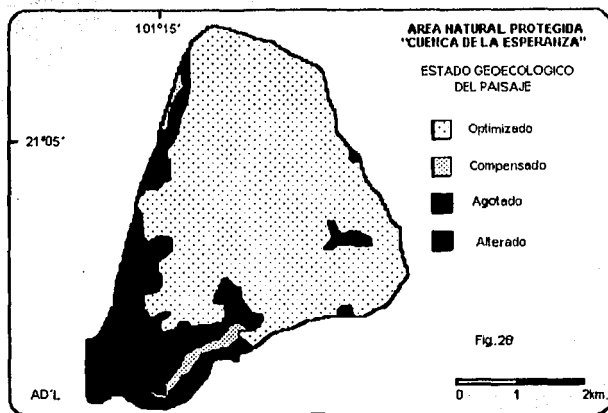 101°15'
AREA NATURAL PROTEGIDA
"CUENCA DE LA ESPERANZA"
ESTADO GEOECOLOGICO
DEL PAISAJE
21°05'
Optimizado
Compensado
Agotado
Alterado
Fig. 28
AD'L
0 1 2km